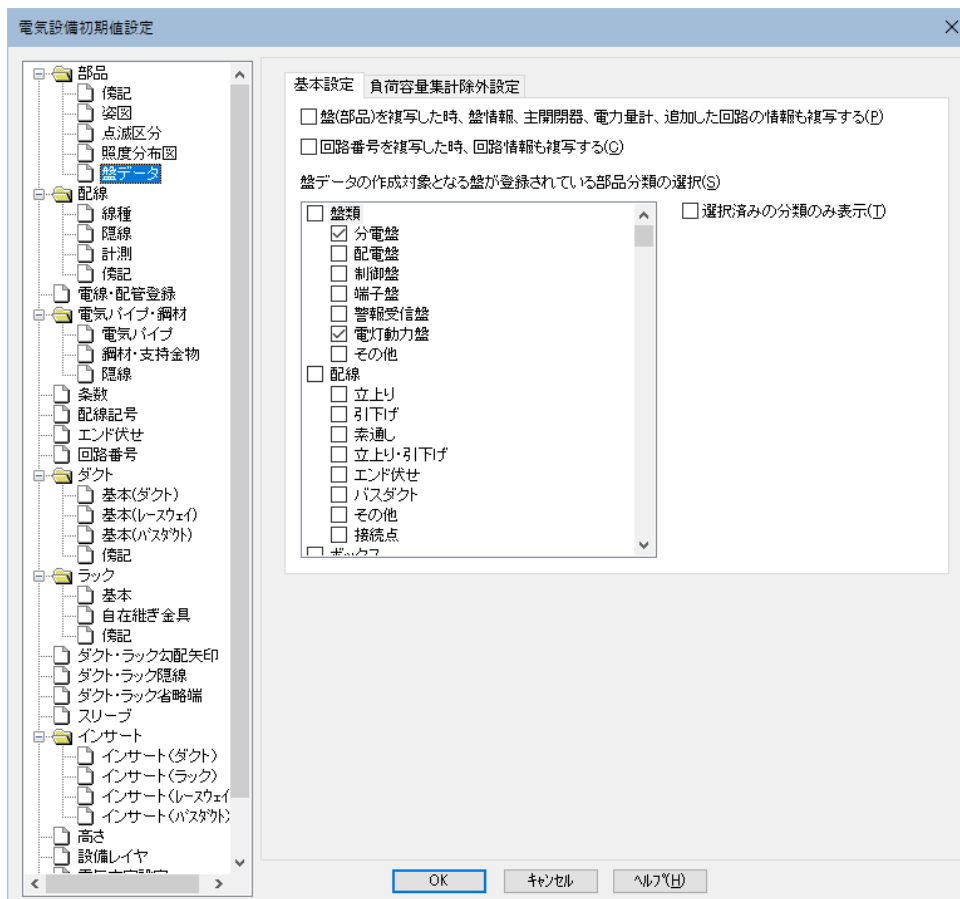 電気設備初期値設定
部品
傍記
姿図
点滅区分
照度分布図
盤データ
配線
線種
隠線
計測
傍記
電線・配管登録
電気パイプ・鋼材
電気パイプ
鋼材・支持金物
隠線
条数
配線記号
エンド伏せ
回路番号
ダクト
基本(ダクト)
基本(レースウェイ)
基本(バスダクト)
傍記
ラック
基本
自在継ぎ金具
傍記
ダクト・ラック勾配矢印
ダクト・ラック隠線
ダクト・ラック省略端
スリーブ
インサート
インサート(ダクト)
インサート(ラック)
インサート(レースウェイ
インサート(バスダクト)
高さ
設備レイヤ
基本設定 負荷容量集計除外設定
盤(部品)を複写した時、盤情報、主開閉器、電力量計、追加した回路の情報も複写する(P)
回路番号を複写した時、回路情報も複写する(C)
盤データの作成対象となる盤が登録されている部品分類の選択(S)
盤類
分電盤
配電盤
制御盤
端子盤
警報受信盤
電灯動力盤
その他
配線
立上り
引下げ
素通し
立上り・引下げ
エンド伏せ
バスダクト
その他
接続点
ボックス
選択済みの分類のみ表示(T)
OK キャンセル ヘルプ(H)